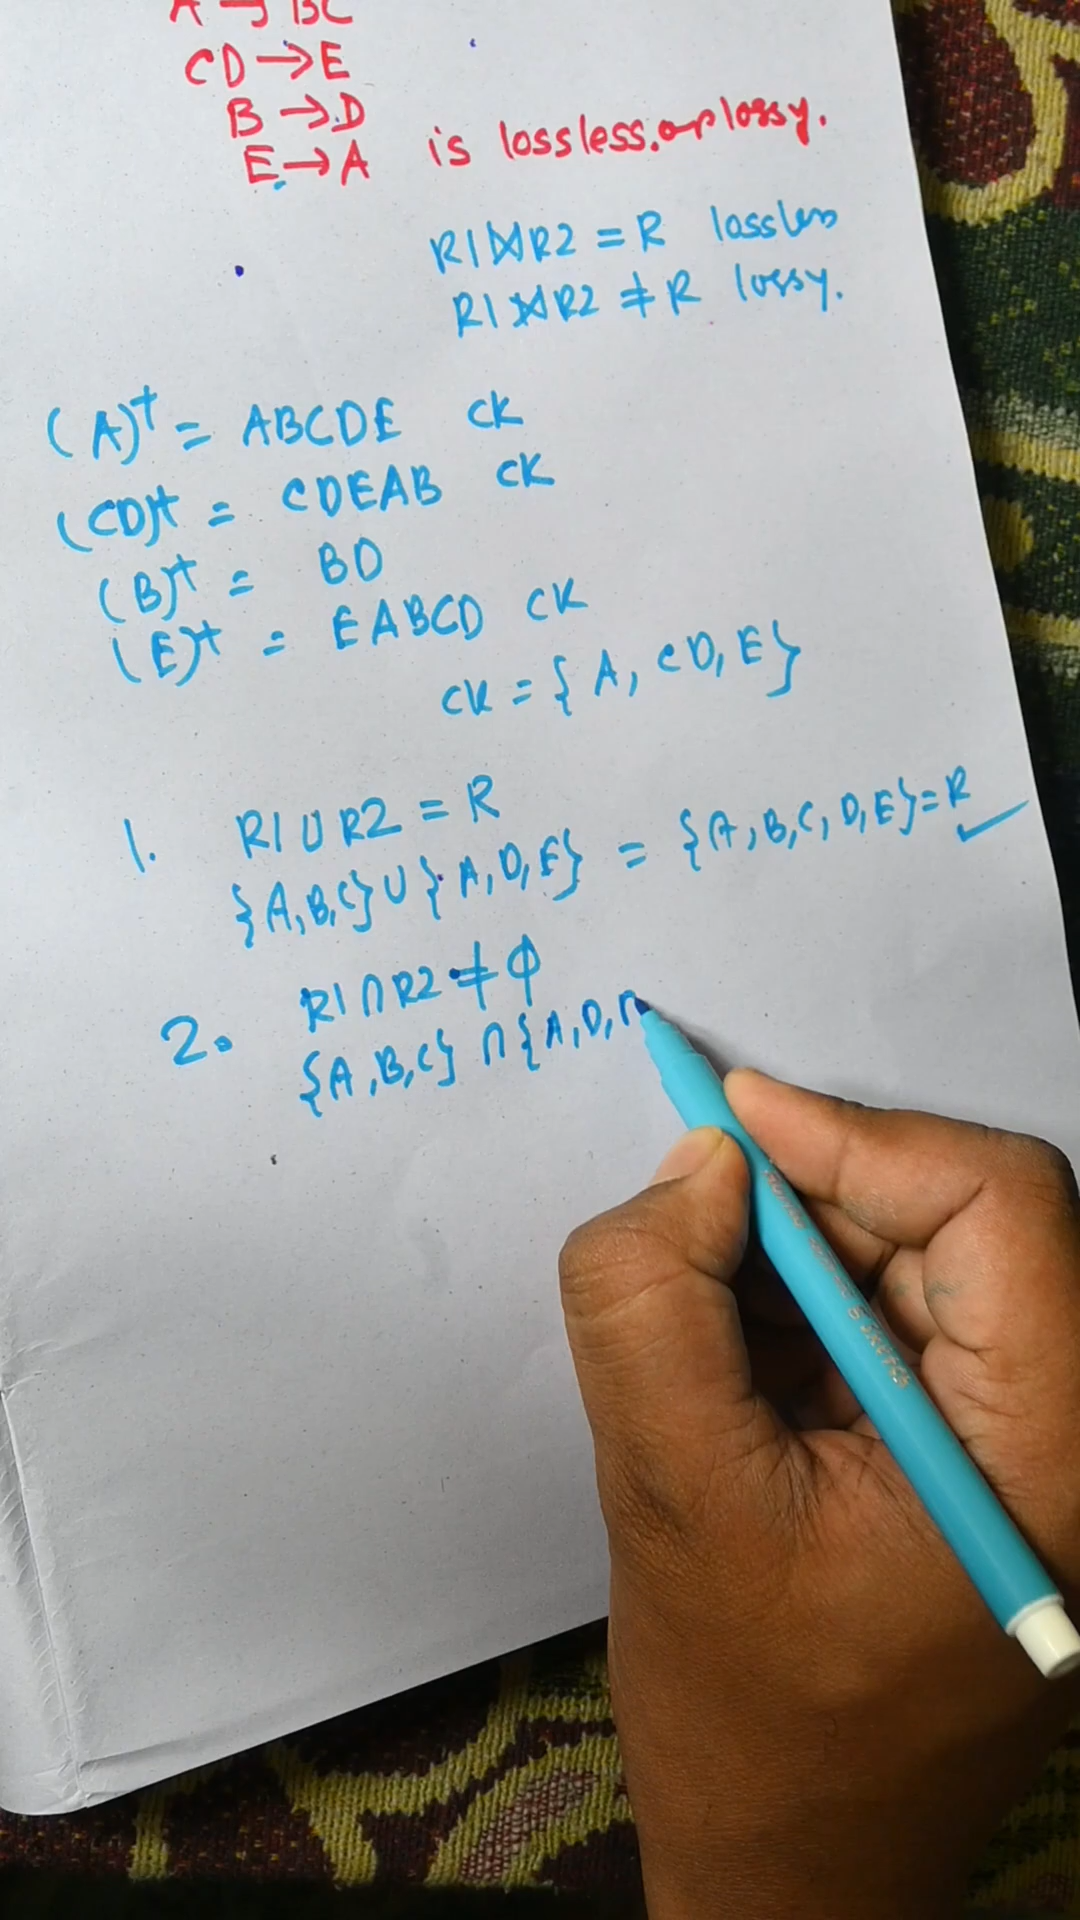 A → BC
CD → E
B → D
E → A is lossless or lossy.
R1⋈R2 = R lossless
R1⋈R2 ≠ R lossy.
(A)⁺ = ABCDE CK
(CD)⁺ = CDEAB CK
(B)⁺ = BD
(E)⁺ = EABCD CK
CK = {A, CD, E}
1. R1 ∪ R2 = R
{A,B,C} ∪ {A,D,E} = {A,B,C,D,E} = R ✓
2. R1 ∩ R2 ≠ φ
{A,B,C} ∩ {A,D,